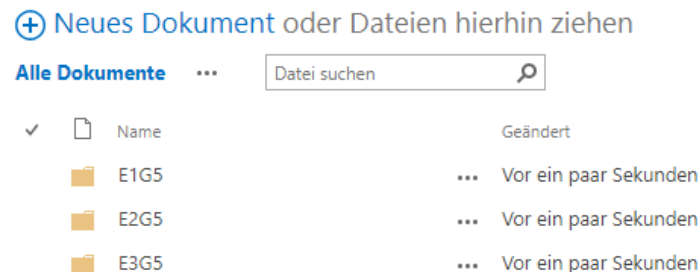 Neues Dokument oder Dateien hierhin ziehen
Alle Dokumente ... Datei suchen
Name Geändert
E1G5 ... Vor ein paar Sekunden
E2G5 ... Vor ein paar Sekunden
E3G5 ... Vor ein paar Sekunden